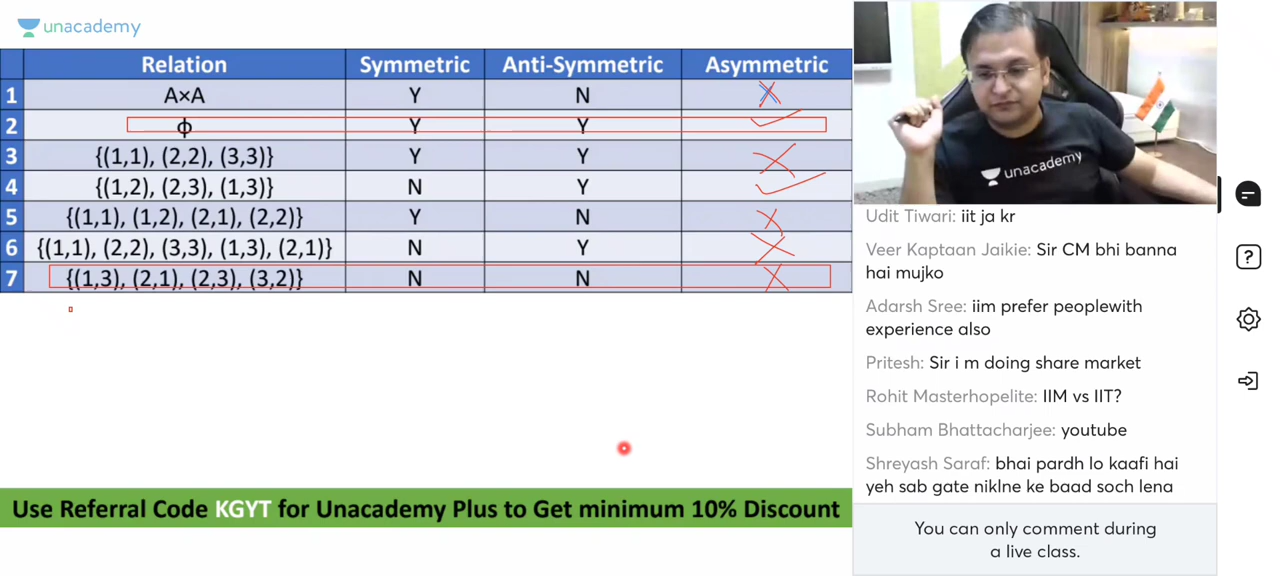 unacademy
Relation Symmetric Anti-Symmetric Asymmetric
1 A×A Y N ×
2 ϕ Y Y ✓
3 {(1,1), (2,2), (3,3)} Y Y ×
4 {(1,2), (2,3), (1,3)} N Y ✓
5 {(1,1), (1,2), (2,1), (2,2)} Y N ×
6 {(1,1), (2,2), (3,3), (1,3), (2,1)} N Y ×
7 {(1,3), (2,1), (2,3), (3,2)} N N ×
Use Referral Code KGYT for Unacademy Plus to Get minimum 10% Discount
unacademy
Udit Tiwari: iit ja kr
Veer Kaptaan Jaikie: Sir CM bhi banna
hai mujko
Adarsh Sree: iim prefer peoplewith
experience also
Pritesh: Sir i m doing share market
Rohit Masterhopelite: IIM vs IIT?
Subham Bhattacharjee: youtube
Shreyash Saraf: bhai pardh lo kaafi hai
yeh sab gate niklne ke baad soch lena
You can only comment during
a live class.
?